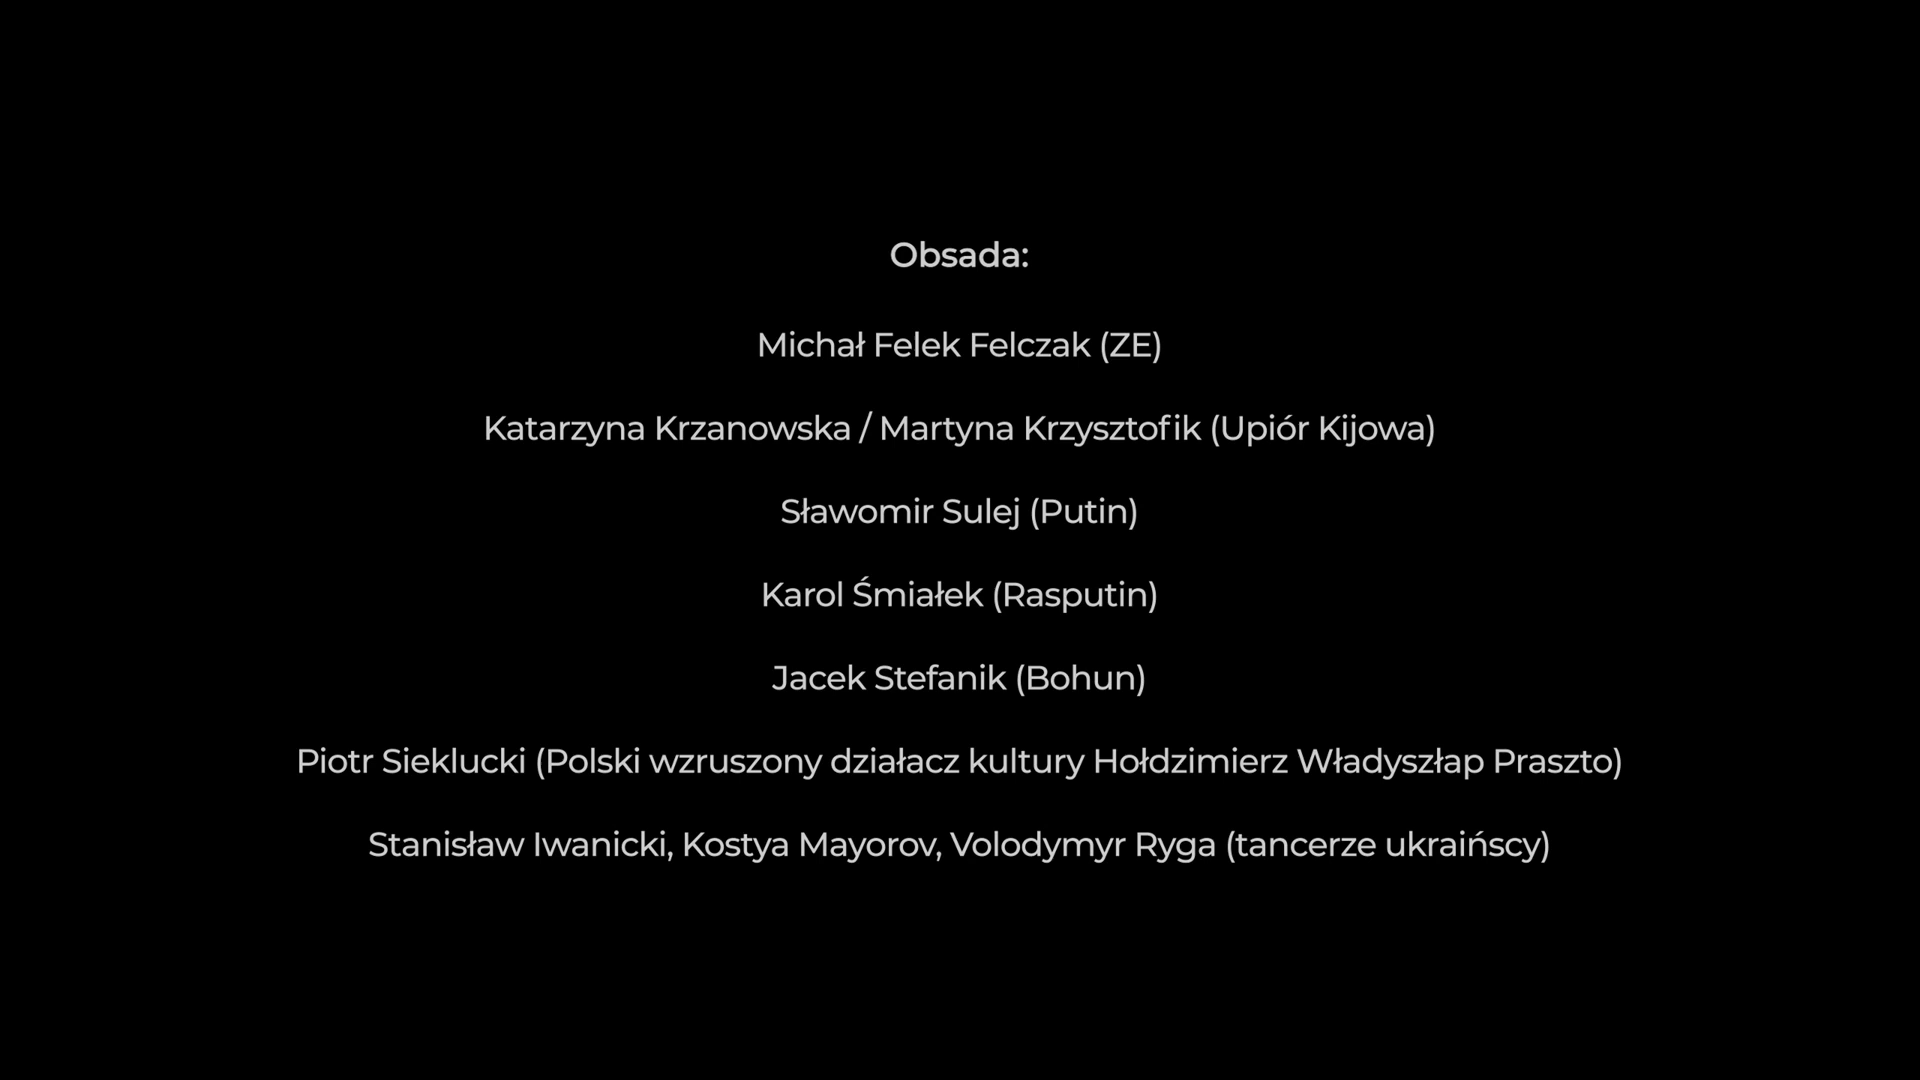 Obsada:
Michał Felek Felczak (ZE)
Katarzyna Krzanowska / Martyna Krzysztofik (Upiór Kijowa)
Sławomir Sulej (Putin)
Karol Śmiałek (Rasputin)
Jacek Stefanik (Bohun)
Piotr Sieklucki (Polski wzruszony działacz kultury Hołdzimierz Władyszłap Praszto)
Stanisław Iwanicki, Kostya Mayorov, Volodymyr Ryga (tancerze ukraińscy)